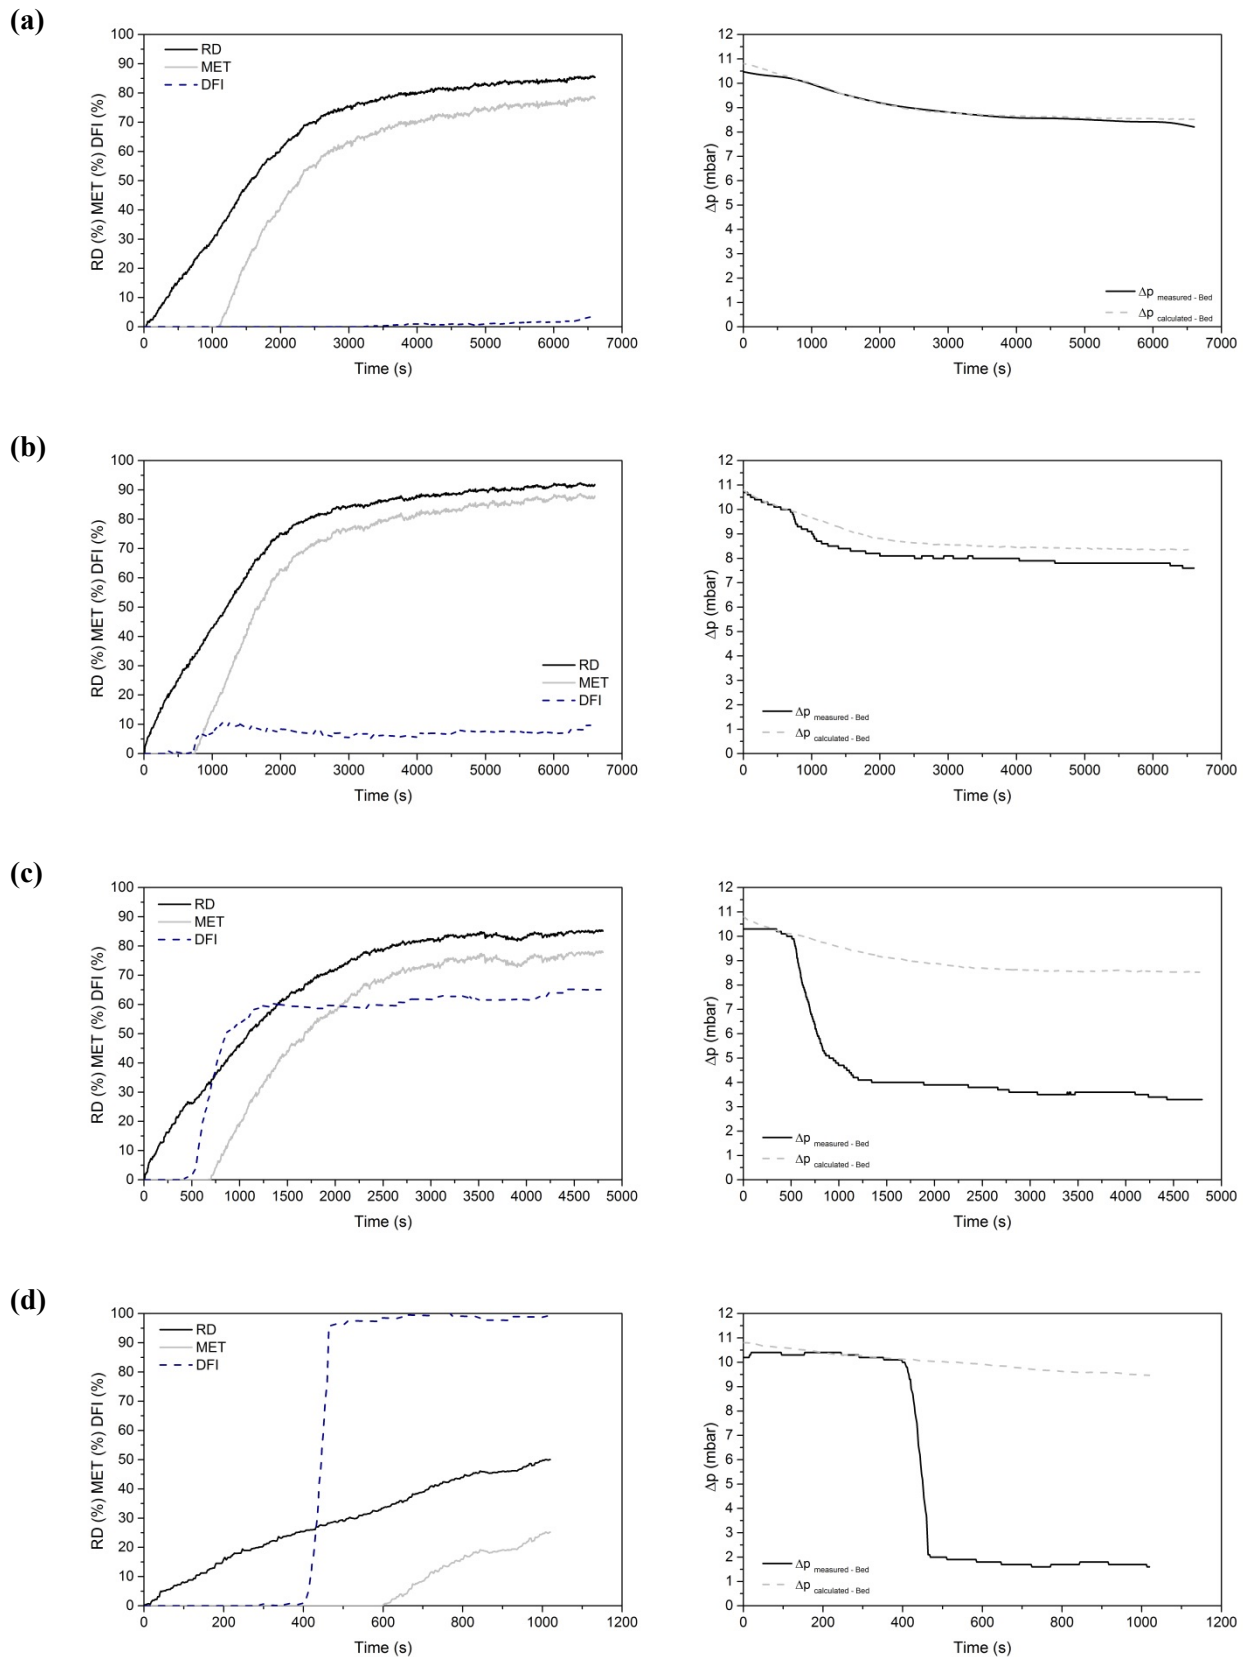 (a)
100
90
80
70
60
50
40
30
20
10
0
RD (%) MET (%) DFI (%)
RD
MET
DFI
0 1000 2000 3000 4000 5000 6000 7000
Time (s)
12
11
10
9
8
7
6
5
4
3
2
1
0
Δp (mbar)
Δp measured - Bed
Δp calculated - Bed
0 1000 2000 3000 4000 5000 6000 7000
Time (s)
(b)
100
90
80
70
60
50
40
30
20
10
0
RD (%) MET (%) DFI (%)
RD
MET
DFI
0 1000 2000 3000 4000 5000 6000 7000
Time (s)
12
11
10
9
8
7
6
5
4
3
2
1
0
Δp (mbar)
Δp measured - Bed
Δp calculated - Bed
0 1000 2000 3000 4000 5000 6000 7000
Time (s)
(c)
100
90
80
70
60
50
40
30
20
10
0
RD (%) MET (%) DFI (%)
RD
MET
DFI
0 500 1000 1500 2000 2500 3000 3500 4000 4500 5000
Time (s)
12
11
10
9
8
7
6
5
4
3
2
1
0
Δp (mbar)
Δp measured - Bed
Δp calculated - Bed
0 500 1000 1500 2000 2500 3000 3500 4000 4500 5000
Time (s)
(d)
100
90
80
70
60
50
40
30
20
10
0
RD (%) MET (%) DFI (%)
RD
MET
DFI
0 200 400 600 800 1000 1200
Time (s)
12
11
10
9
8
7
6
5
4
3
2
1
0
Δp (mbar)
Δp measured - Bed
Δp calculated - Bed
0 200 400 600 800 1000 1200
Time (s)